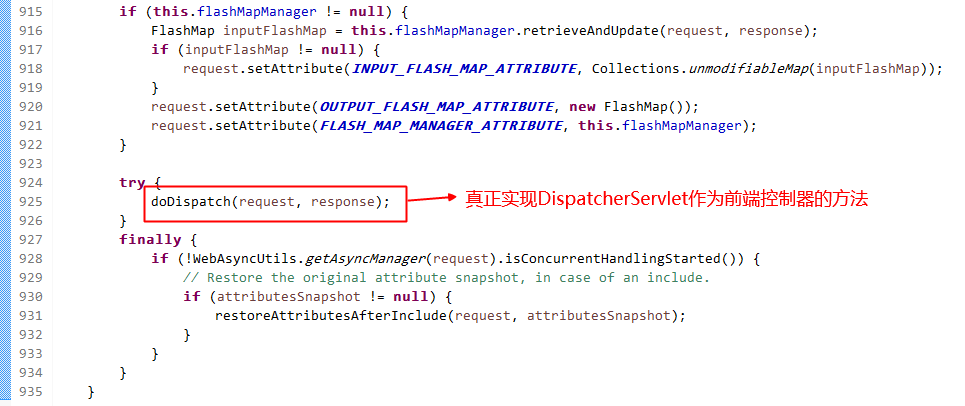 915 if (this.flashMapManager != null) {
916 FlashMap inputFlashMap = this.flashMapManager.retrieveAndUpdate(request, response);
917 if (inputFlashMap != null) {
918 request.setAttribute(INPUT_FLASH_MAP_ATTRIBUTE, Collections.unmodifiableMap(inputFlashMap));
919 }
920 request.setAttribute(OUTPUT_FLASH_MAP_ATTRIBUTE, new FlashMap());
921 request.setAttribute(FLASH_MAP_MANAGER_ATTRIBUTE, this.flashMapManager);
922 }
923
924 try {
925 doDispatch(request, response); 真正实现DispatcherServlet作为前端控制器的方法
926 }
927 finally {
928 if (!WebAsyncUtils.getAsyncManager(request).isConcurrentHandlingStarted()) {
929 // Restore the original attribute snapshot, in case of an include.
930 if (attributesSnapshot != null) {
931 restoreAttributesAfterInclude(request, attributesSnapshot);
932 }
933 }
934 }
935 }